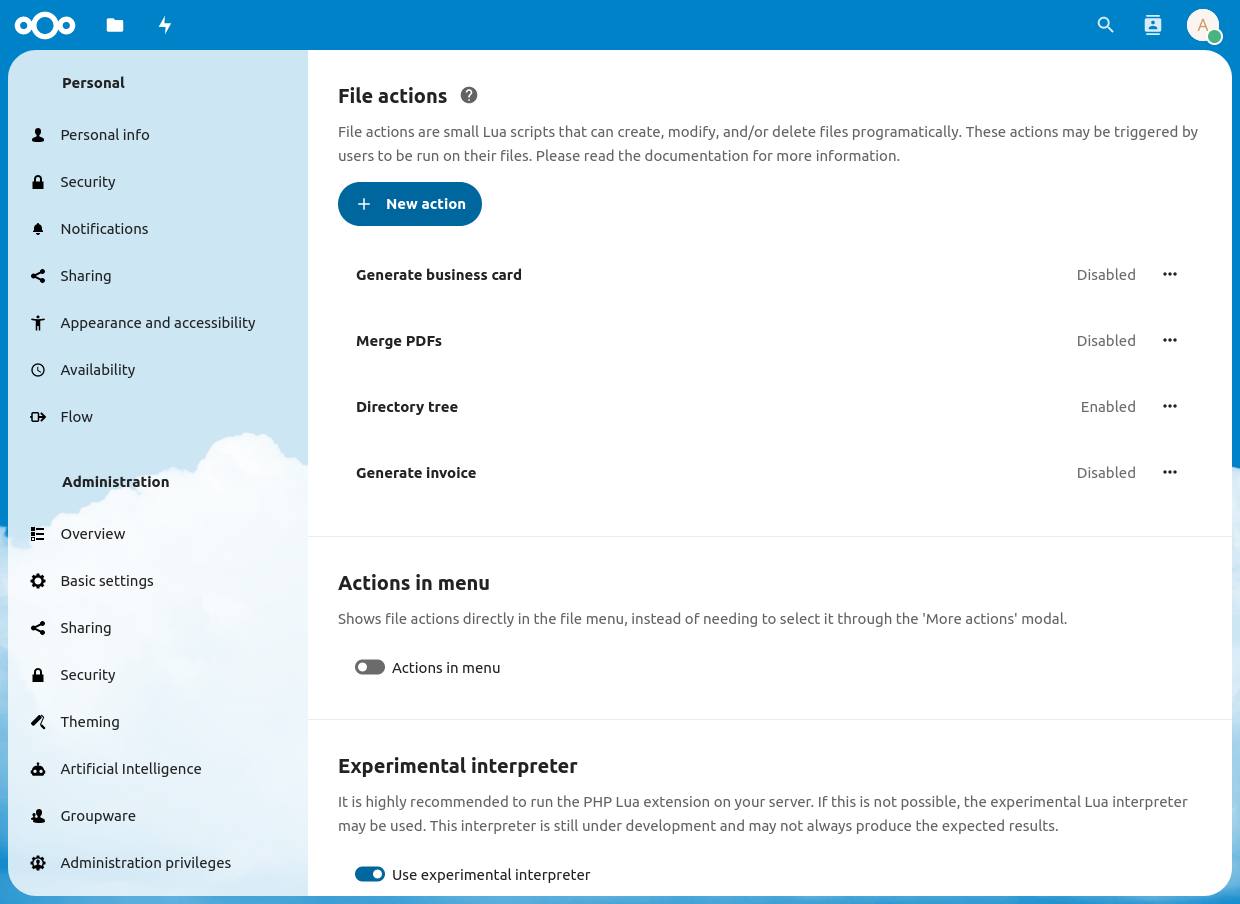 A
Personal
Personal info
Security
Notifications
Sharing
Appearance and accessibility
Availability
Flow
Administration
Overview
Basic settings
Sharing
Security
Theming
Artificial Intelligence
Groupware
Administration privileges
File actions
File actions are small Lua scripts that can create, modify, and/or delete files programatically. These actions may be triggered by
users to be run on their files. Please read the documentation for more information.
New action
Generate business card Disabled
Merge PDFs Disabled
Directory tree Enabled
Generate invoice Disabled
Actions in menu
Shows file actions directly in the file menu, instead of needing to select it through the 'More actions' modal.
Actions in menu
Experimental interpreter
It is highly recommended to run the PHP Lua extension on your server. If this is not possible, the experimental Lua interpreter
may be used. This interpreter is still under development and may not always produce the expected results.
Use experimental interpreter